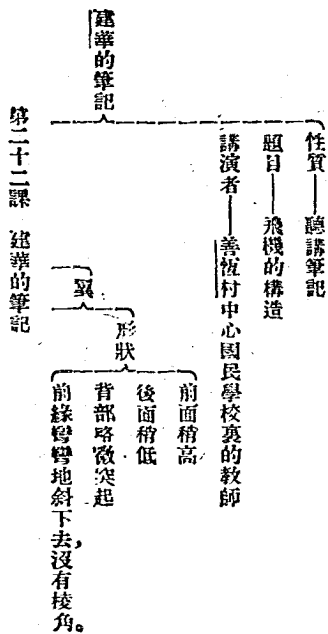 建華的筆記
性質——聽講筆記
題目——飛機的構造
講演者——善恆村中心國民學校裏的教師
翼
形狀
前面稍高
後面稍低
背部略微突起
前緣彎彎地斜下去，沒有棱角。
第二十二課　建華的筆記